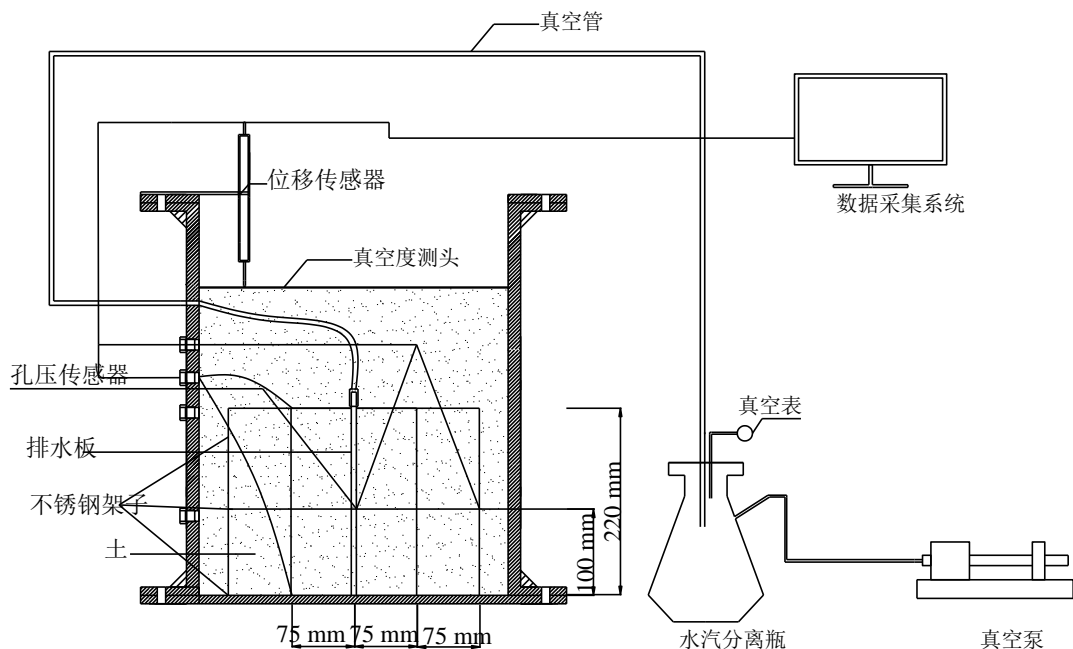 真空管
位移传感器
数据采集系统
真空度测头
孔压传感器
真空表
排水板
不锈钢架子
220 mm
土
100 mm
75 mm
75 mm
75 mm
水汽分离瓶
真空泵